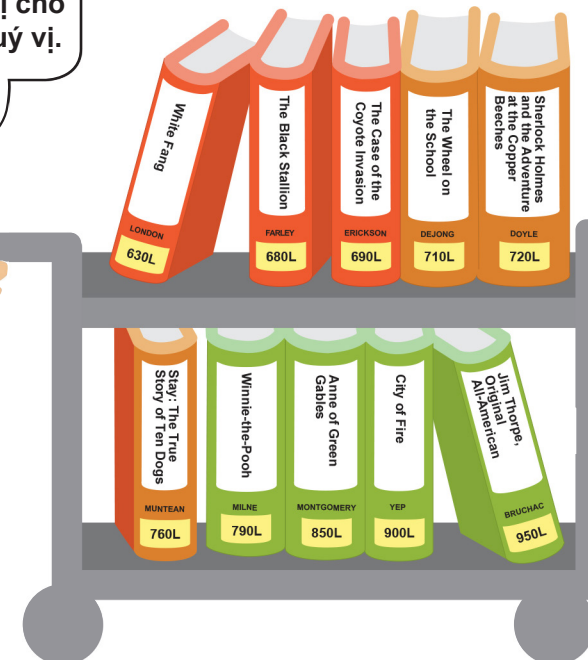 ị cho
uý vị.
White Fang
LONDON
630L
The Black Stallion
FARLEY
680L
The Case of the
Coyote Invasion
ERICKSON
690L
The Wheel on
the School
DEJONG
710L
Sherlock Holmes
and the Adventure
at the Copper
Beeches
DOYLE
720L
Stay: The True
Story of Ten Dogs
MUNTEAN
760L
Winnie-the-Pooh
MILNE
790L
Anne of Green
Gables
MONTGOMERY
850L
City of Fire
YEP
900L
Jim Thorpe,
Original
All-American
BRUCHAC
950L